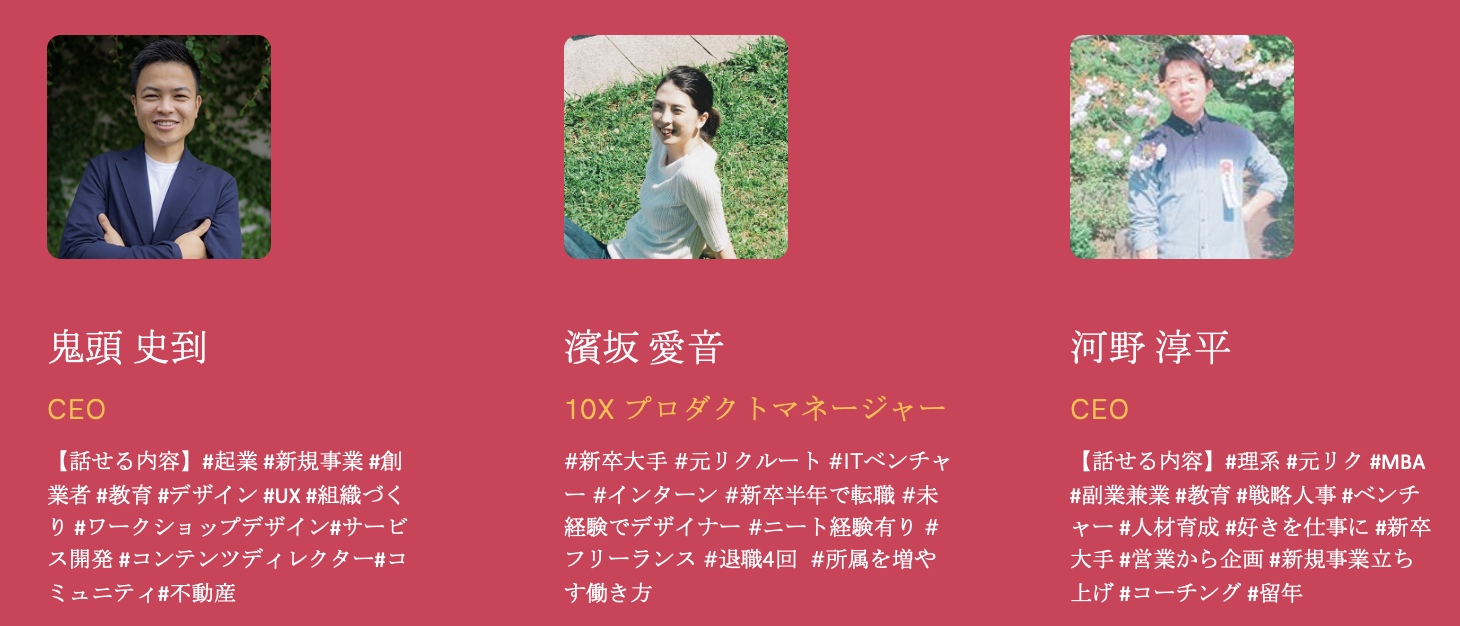 鬼頭 史到
CEO
【話せる内容】#起業 #新規事業 #創
業者 #教育 #デザイン #UX #組織づく
り #ワークショップデザイン#サービ
ス開発 #コンテンツディレクター#コ
ミュニティ#不動産
濱坂 愛音
10X プロダクトマネージャー
#新卒大手 #元リクルート #ITベンチャ
ー #インターン #新卒半年で転職 #未
経験でデザイナー #ニート経験有り #
フリーランス #退職4回 #所属を増や
す働き方
河野 淳平
CEO
【話せる内容】#理系 #元リク #MBA
#副業兼業 #教育 #戦略人事 #ベンチ
ャー #人材育成 #好きを仕事に #新卒
大手 #営業から企画 #新規事業立ち
上げ #コーチング #留年